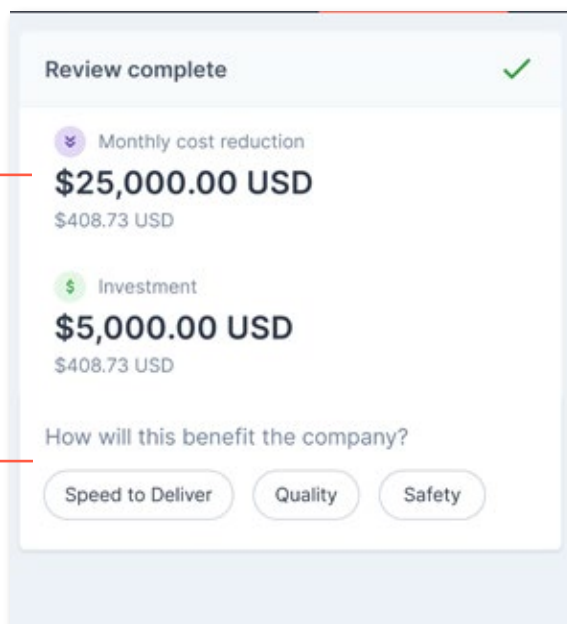 Review complete
Monthly cost reduction
$25,000.00 USD
$408.73 USD
$ Investment
$5,000.00 USD
$408.73 USD
How will this benefit the company?
Speed to Deliver Quality Safety